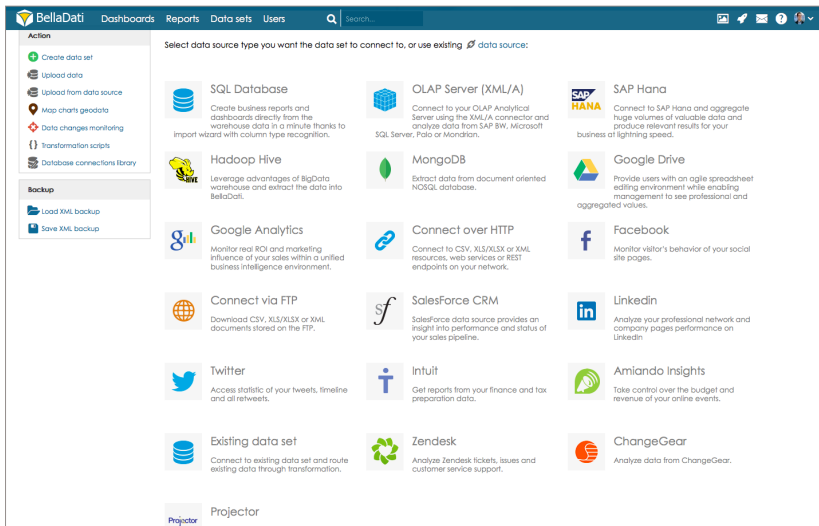 BellaDati Dashboards Reports Data sets Users Search...
Action
Create data set
Upload data
Upload from data source
Map charts geodata
Data changes monitoring
{} Transformation scripts
Database connections library
Backup
Load XML backup
Save XML backup
Select data source type you want the data set to connect to, or use existing data source:
SQL Database
Create business reports and
dashboards directly from the
warehouse data in a minute thanks to
import wizard with column type recognition.
OLAP Server (XML/A)
Connect to your OLAP Analytical
Server using the XML/A connector and
analyze data from SAP BW, Microsoft
SQL Server, Palo or Mondrian.
SAP
HANA
SAP Hana
Connect to SAP Hana and aggregate
huge volumes of valuable data and
produce relevant results for your
business at lightning speed.
HIVE
Hadoop Hive
Leverage advantages of BigData
warehouse and extract the data into
BellaDati.
MongoDB
Extract data from document oriented
NOSQL database.
Google Drive
Provide users with an agile spreadsheet
editing environment while enabling
management to see professional and
aggregated values.
g
Google Analytics
Monitor real ROI and marketing
influence of your sales within a unified
business intelligence environment.
Connect over HTTP
Connect to CSV, XLS/XLSX or XML
resources, web services or REST
endpoints on your network.
f
Facebook
Monitor visitor's behavior of your social
site pages.
Connect via FTP
Download CSV, XLS/XLSX or XML
documents stored on the FTP.
sf
SalesForce CRM
SalesForce data source provides an
insight into performance and status of
your sales pipeline.
in
Linkedin
Analyze your professional network and
company pages performance on
LinkedIn
Twitter
Access statistic of your tweets, timeline
and all retweets.
Intuit
Get reports from your finance and tax
preparation data.
Amiando Insights
Take control over the budget and
revenue of your online events.
Existing data set
Connect to existing data set and route
existing data through transformation.
Zendesk
Analyze Zendesk tickets, issues and
customer service support.
ChangeGear
Analyze data from ChangeGear.
Projector
Projector